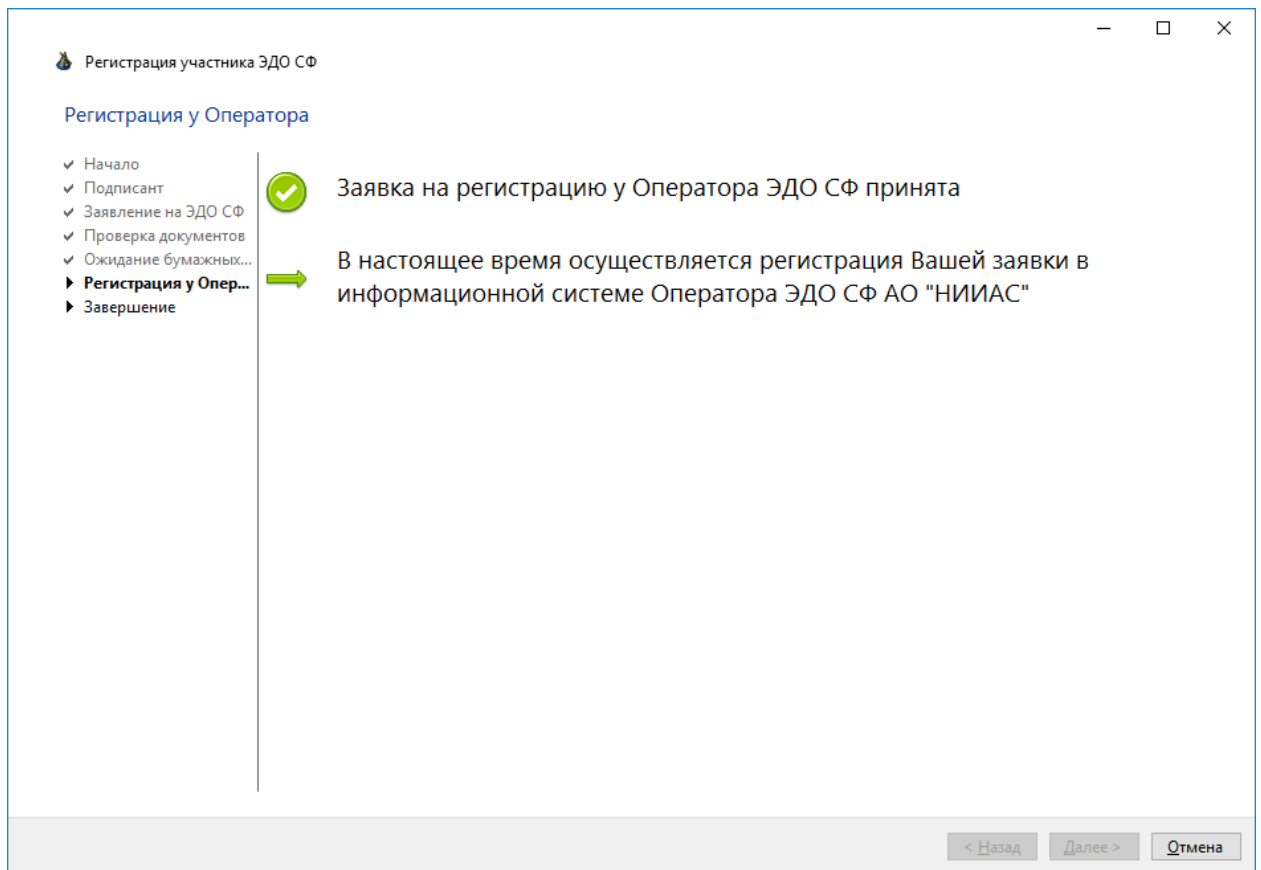 Регистрация участника ЭДО СФ
Регистрация у Оператора
Начало
Подписант
Заявление на ЭДО СФ
Проверка документов
Ожидание бумажных...
Регистрация у Опер...
Завершение
Заявка на регистрацию у Оператора ЭДО СФ принята
В настоящее время осуществляется регистрация Вашей заявки в
информационной системе Оператора ЭДО СФ АО "НИИАС"
< Назад
Далее >
Отмена